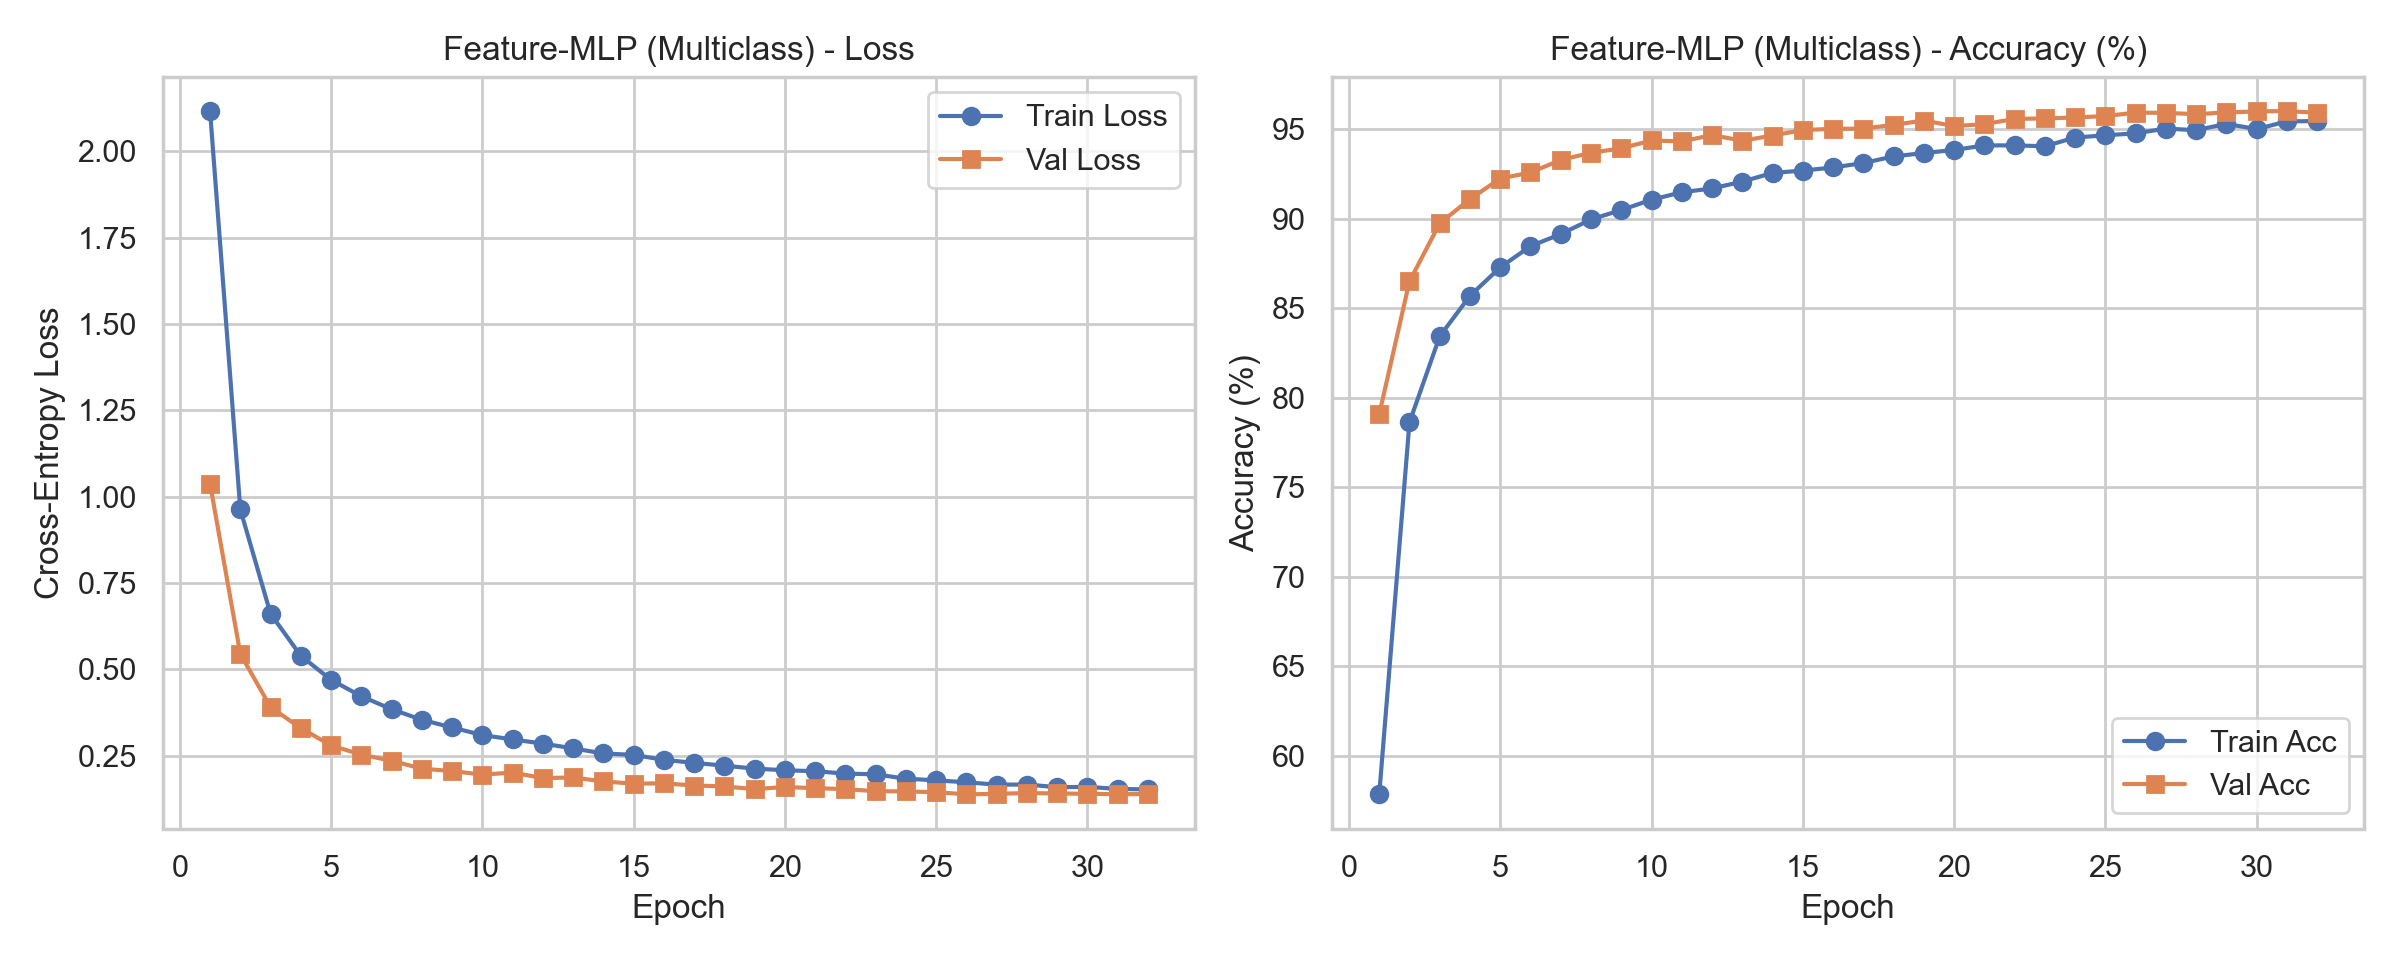 Feature-MLP (Multiclass) - Loss
Train Loss
Val Loss
2.00
1.75
1.50
1.25
1.00
0.75
0.50
0.25
Cross-Entropy Loss
0 5 10 15 20 25 30
Epoch
Feature-MLP (Multiclass) - Accuracy (%)
95
90
85
80
75
70
65
60
Accuracy (%)
Train Acc
Val Acc
0 5 10 15 20 25 30
Epoch